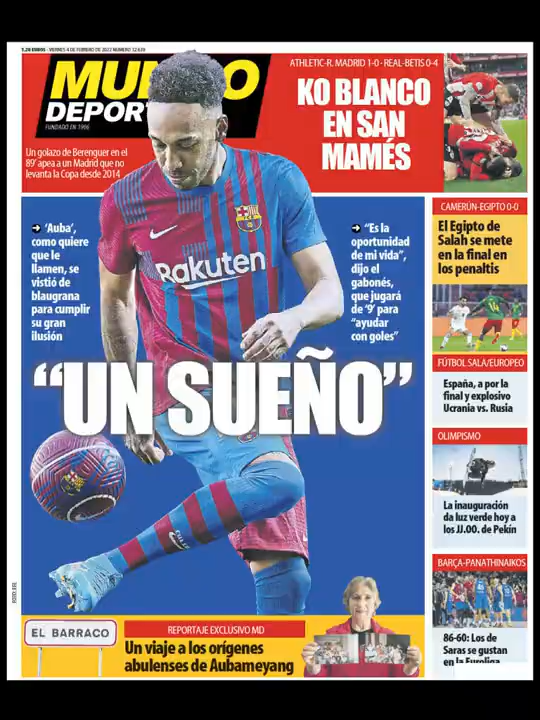 1,20 EUROS - VIERNES 4 DE FEBRERO DE 2022 NÚMERO 32.639
MUNDO
DEPORTIVO
FUNDADO EN 1906
Un golazo de Berenguer en el
89' apea a un Madrid que no
levanta la Copa desde 2014
ATHLETIC-R. MADRID 1-0 · REAL-BETIS 0-4
KO BLANCO
EN SAN
MAMÉS
'Auba',
como quiere
que le
llamen, se
vistió de
blaugrana
para cumplir
su gran
ilusión
Rakuten
"Es la
oportunidad
de mi vida",
dijo el
gabonés,
que jugará
de '9' para
"ayudar
con goles"
"UN SUEÑO"
CAMERÚN-EGIPTO 0-0
El Egipto de
Salah se mete
en la final en
los penaltis
14
FÚTBOL SALA/EUROPEO
España, a por la
final y explosivo
Ucrania vs. Rusia
OLIMPISMO
La inauguración
da luz verde hoy a
los JJ.OO. de Pekín
BARÇA-PANATHINAIKOS
86-60: Los de
Saras se gustan
en la Euroliga
EL BARRACO
REPORTAJE EXCLUSIVO MD
Un viaje a los orígenes
abulenses de Aubameyang